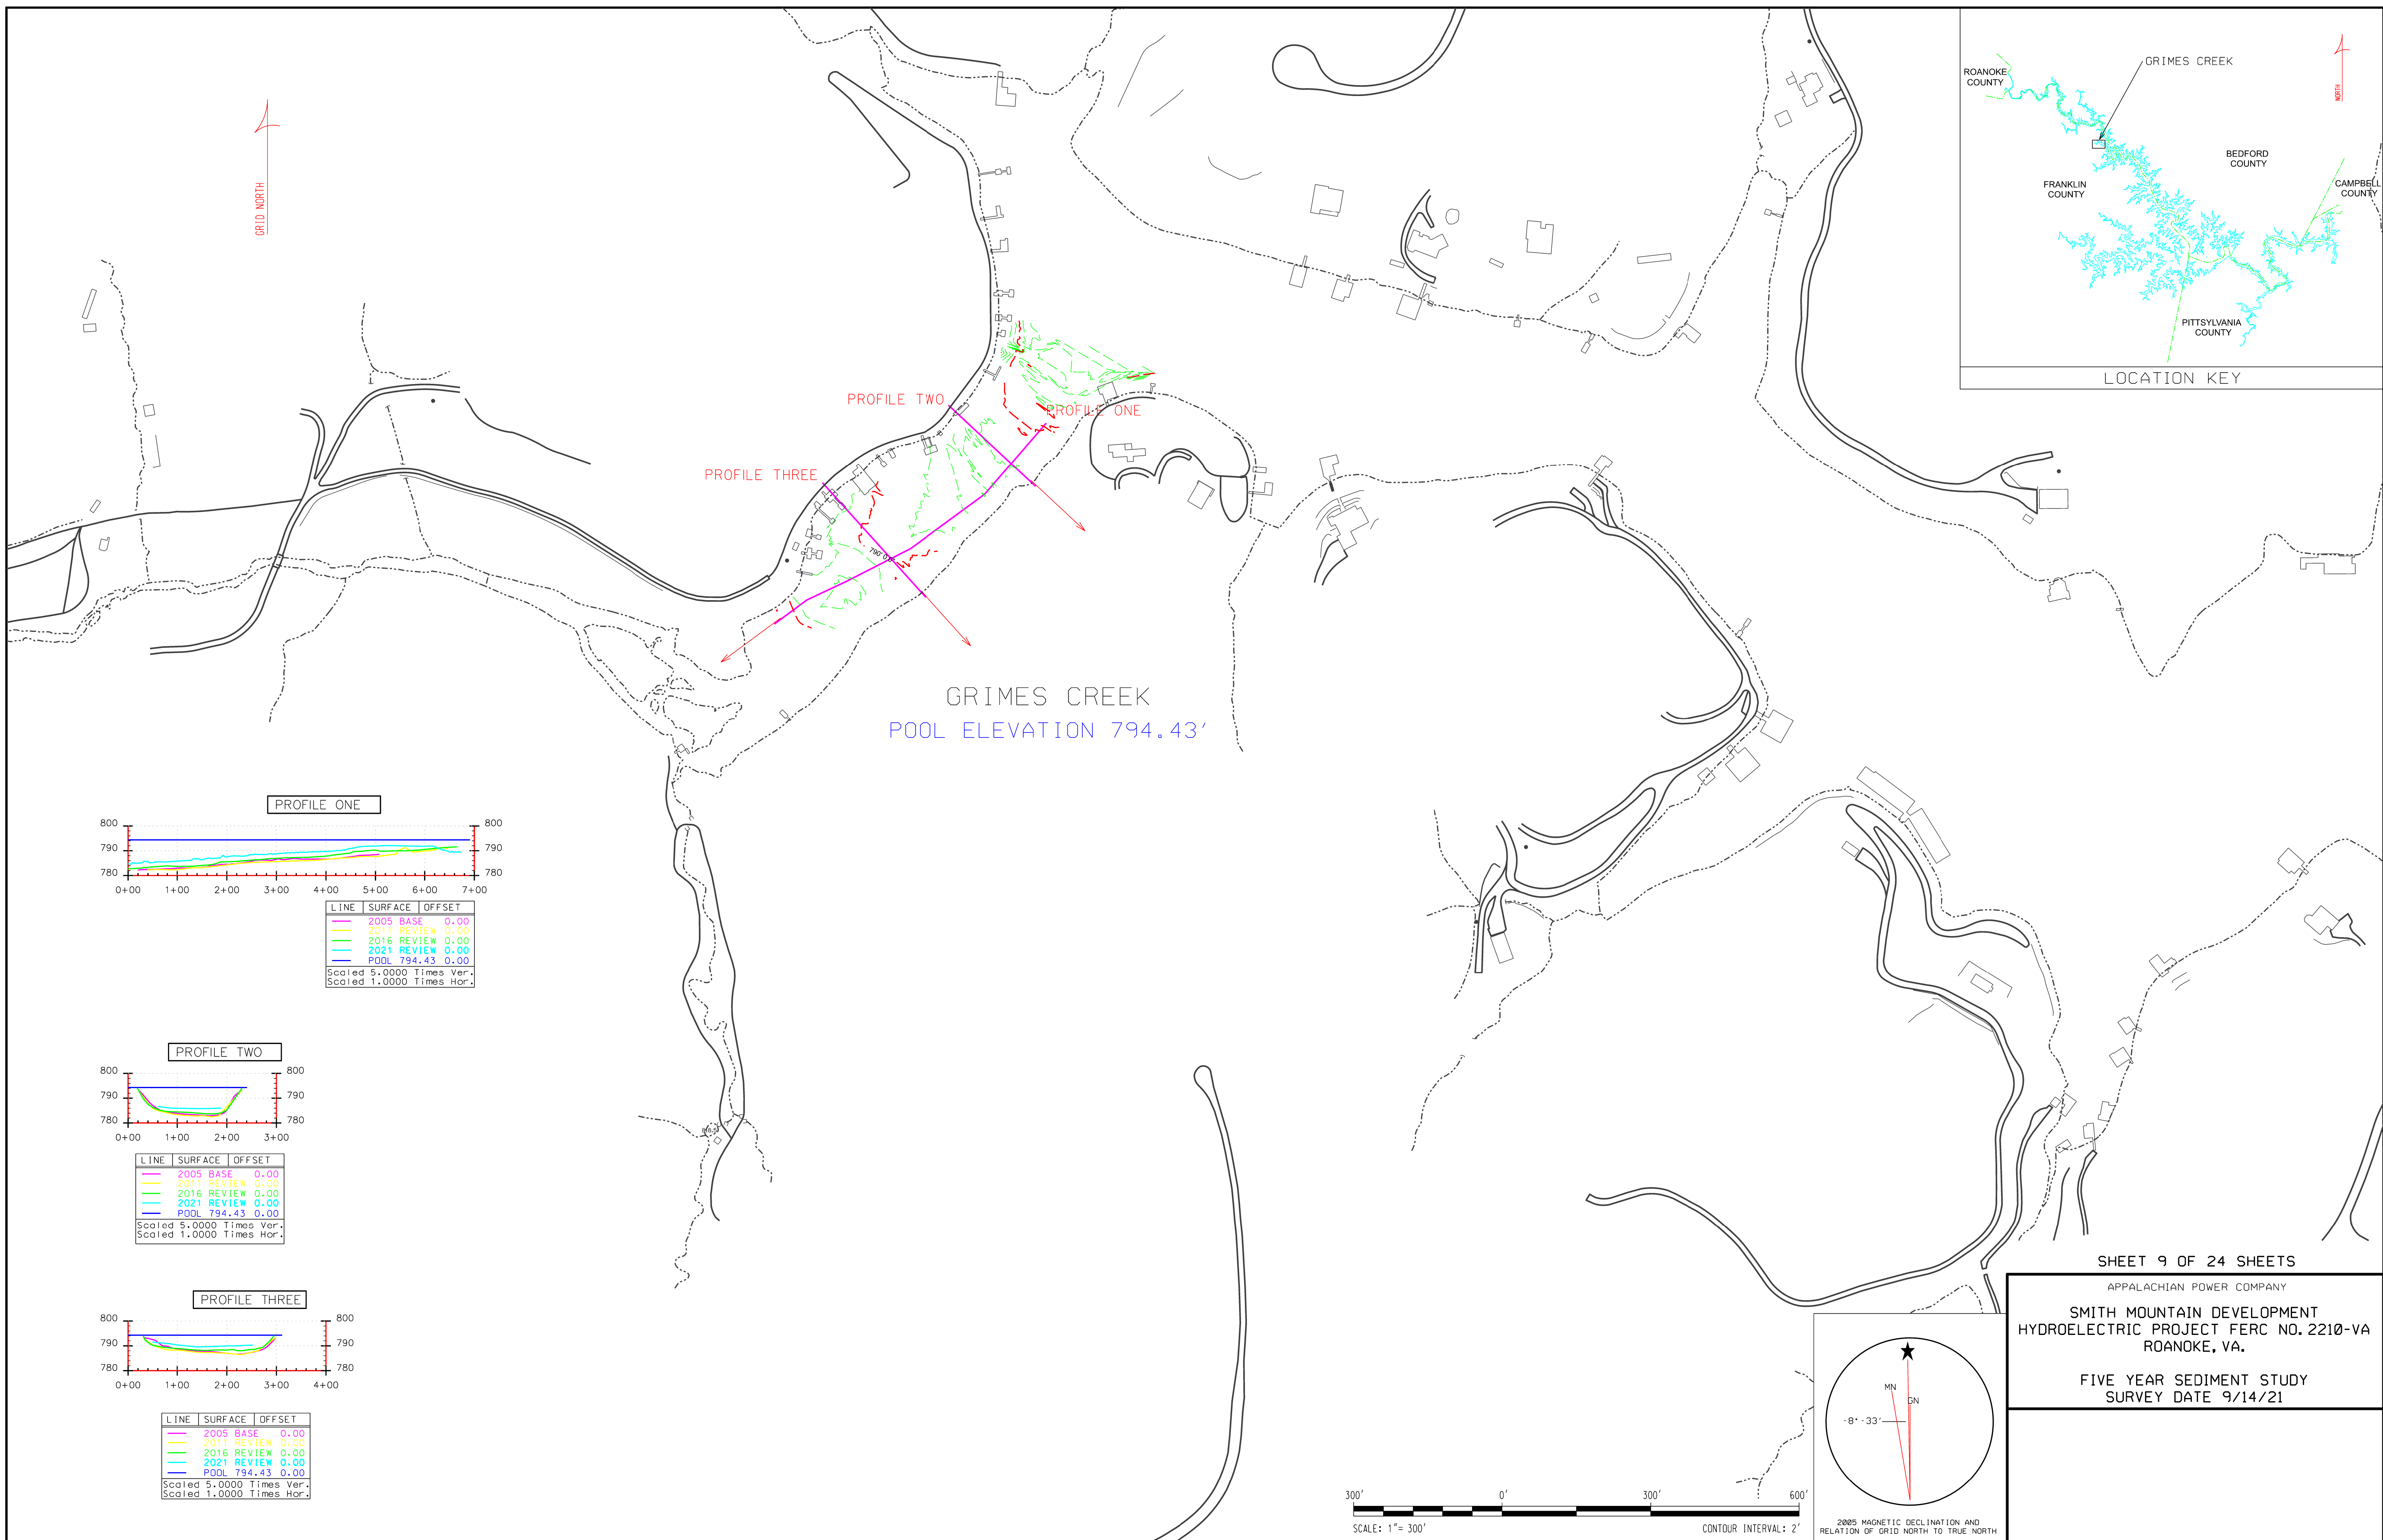 GRIMES CREEK
ROANOKE
COUNTY
NORTH
BEDFORD
COUNTY
FRANKLIN
COUNTY
CAMPBELL
COUNTY
PITTSYLVANIA
COUNTY
LOCATION KEY
GRID NORTH
PROFILE TWO
PROFILE ONE
PROFILE THREE
GRIMES CREEK
POOL ELEVATION 794.43'
PROFILE ONE
800 800
790 790
780 780
0+00 1+00 2+00 3+00 4+00 5+00 6+00 7+00
LINE SURFACE OFFSET
2005 BASE 0.00
2011 REVIEW 0.00
2016 REVIEW 0.00
2021 REVIEW 0.00
POOL 794.43 0.00
Scaled 5.0000 Times Ver.
Scaled 1.0000 Times Hor.
PROFILE TWO
800 800
790 790
780 780
0+00 1+00 2+00 3+00
LINE SURFACE OFFSET
2005 BASE 0.00
2011 REVIEW 0.00
2016 REVIEW 0.00
2021 REVIEW 0.00
POOL 794.43 0.00
Scaled 5.0000 Times Ver.
Scaled 1.0000 Times Hor.
PROFILE THREE
800 800
790 790
780 780
0+00 1+00 2+00 3+00 4+00
LINE SURFACE OFFSET
2005 BASE 0.00
2011 REVIEW 0.00
2016 REVIEW 0.00
2021 REVIEW 0.00
POOL 794.43 0.00
Scaled 5.0000 Times Ver.
Scaled 1.0000 Times Hor.
300' 0' 300' 600'
SCALE: 1"= 300' CONTOUR INTERVAL: 2'
MN
GN
-8°-33'
2005 MAGNETIC DECLINATION AND
RELATION OF GRID NORTH TO TRUE NORTH
SHEET 9 OF 24 SHEETS
APPALACHIAN POWER COMPANY
SMITH MOUNTAIN DEVELOPMENT
HYDROELECTRIC PROJECT FERC NO. 2210-VA
ROANOKE, VA.
FIVE YEAR SEDIMENT STUDY
SURVEY DATE 9/14/21